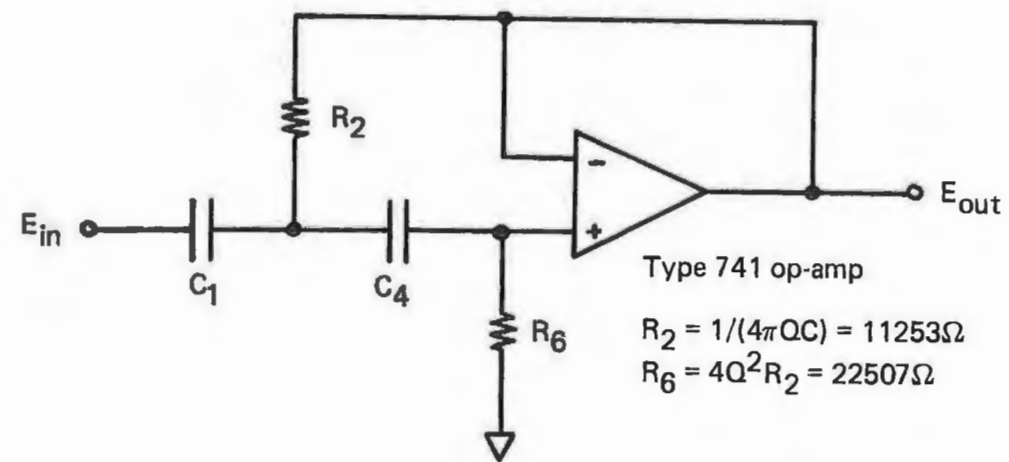 R2
Ein
C1
C4
-
+
Eout
Type 741 op-amp
R6
R2 = 1/(4πQC) = 11253Ω
R6 = 4Q²R2 = 22507Ω